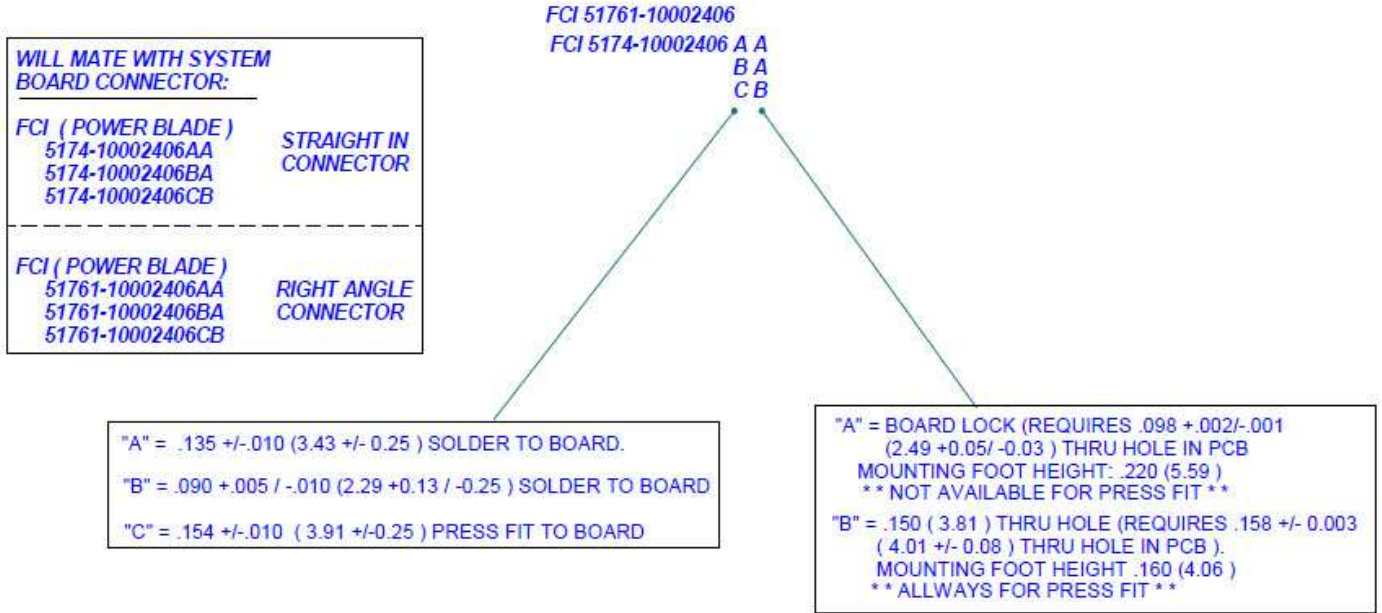 FCI 51761-10002406
FCI 5174-10002406 A A
B A
C B
WILL MATE WITH SYSTEM
BOARD CONNECTOR:
FCI ( POWER BLADE )
5174-10002406AA
5174-10002406BA
5174-10002406CB
STRAIGHT IN
CONNECTOR
FCI ( POWER BLADE )
51761-10002406AA
51761-10002406BA
51761-10002406CB
RIGHT ANGLE
CONNECTOR
"A" = .135 +/-.010 (3.43 +/- 0.25 ) SOLDER TO BOARD.
"B" = .090 +.005 / -.010 (2.29 +0.13 / -0.25 ) SOLDER TO BOARD
"C" = .154 +/-.010 ( 3.91 +/-0.25 ) PRESS FIT TO BOARD
"A" = BOARD LOCK (REQUIRES .098 +.002/-.001
(2.49 +0.05/ -0.03 ) THRU HOLE IN PCB
MOUNTING FOOT HEIGHT: .220 (5.59 )
* * NOT AVAILABLE FOR PRESS FIT * *
"B" = .150 ( 3.81 ) THRU HOLE (REQUIRES .158 +/- 0.003
( 4.01 +/- 0.08 ) THRU HOLE IN PCB ).
MOUNTING FOOT HEIGHT .160 (4.06 )
* * ALLWAYS FOR PRESS FIT * *